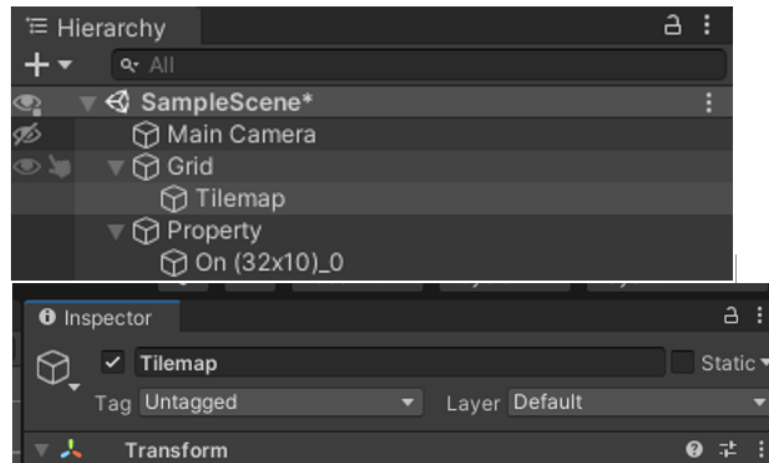 Hierarchy
All
SampleScene*
Main Camera
Grid
Tilemap
Property
On (32x10)_0
Inspector
Tilemap Static
Tag Untagged Layer Default
Transform